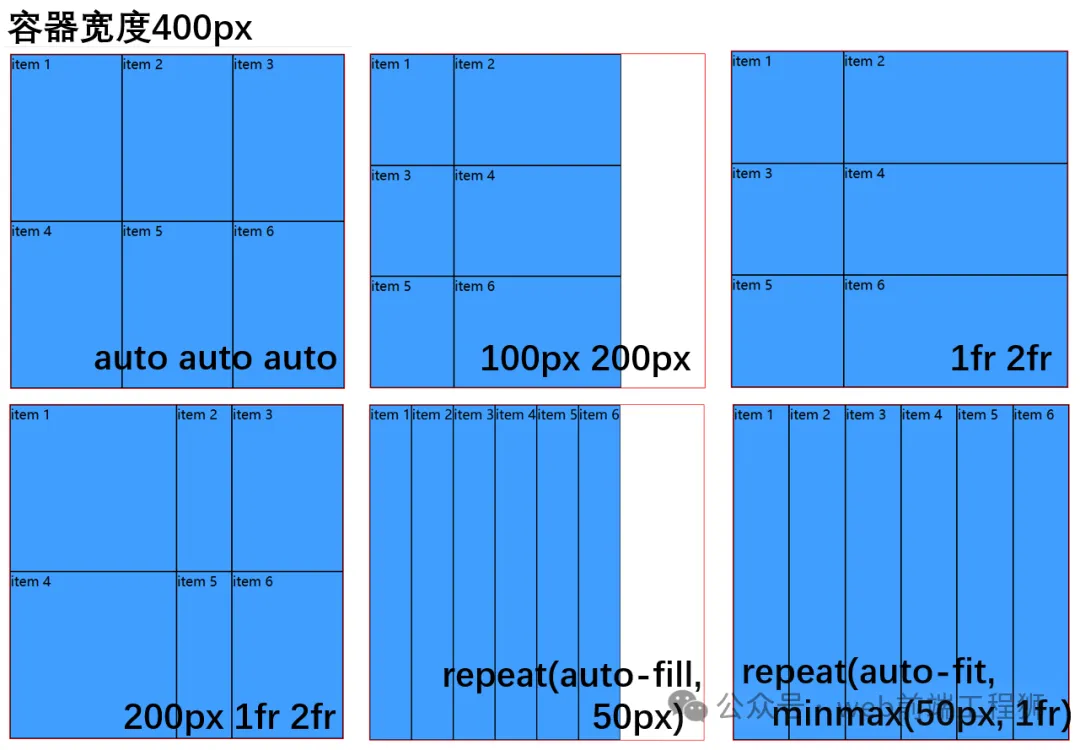 容器宽度400px
item 1 item 2 item 3
item 4 item 5 item 6
auto auto auto
item 1 item 2
item 3 item 4
item 5 item 6
100px 200px
item 1 item 2
item 3 item 4
item 5 item 6
1fr 2fr
item 1 item 2 item 3
item 4 item 5 item 6
200px 1fr 2fr
item 1 item 2 item 3 item 4 item 5 item 6
repeat(auto-fill,
50px)
item 1 item 2 item 3 item 4 item 5 item 6
repeat(auto-fit,
minmax(50px, 1fr)
公众号 · web前端工程狮